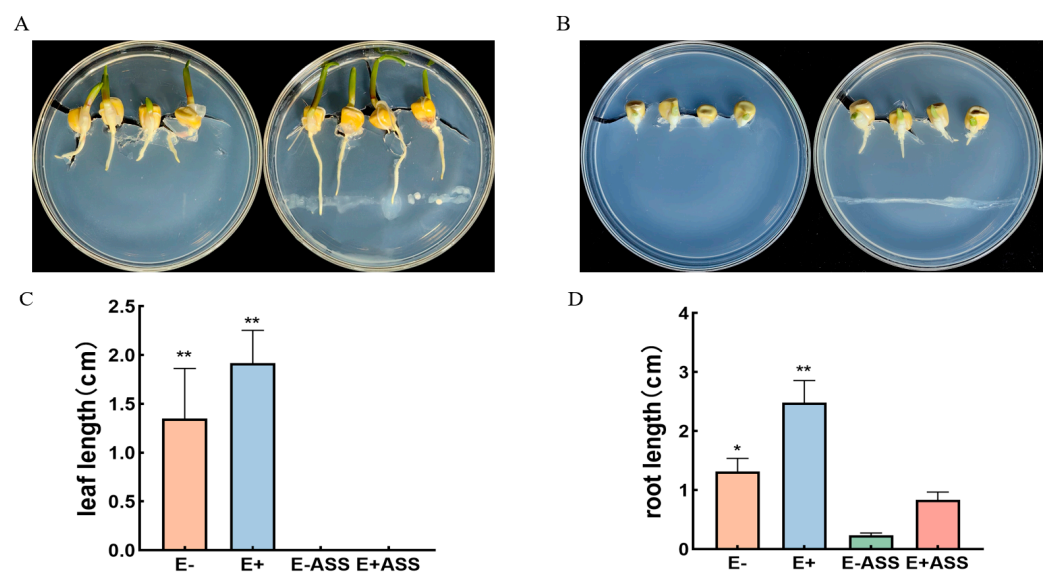 A
B
C
D
leaf length(cm)
2.5
2.0
1.5
1.0
0.5
0.0
**
**
E-
E+
E-ASS
E+ASS
root length(cm)
4
3
2
1
0
*
**
E-
E+
E-ASS
E+ASS